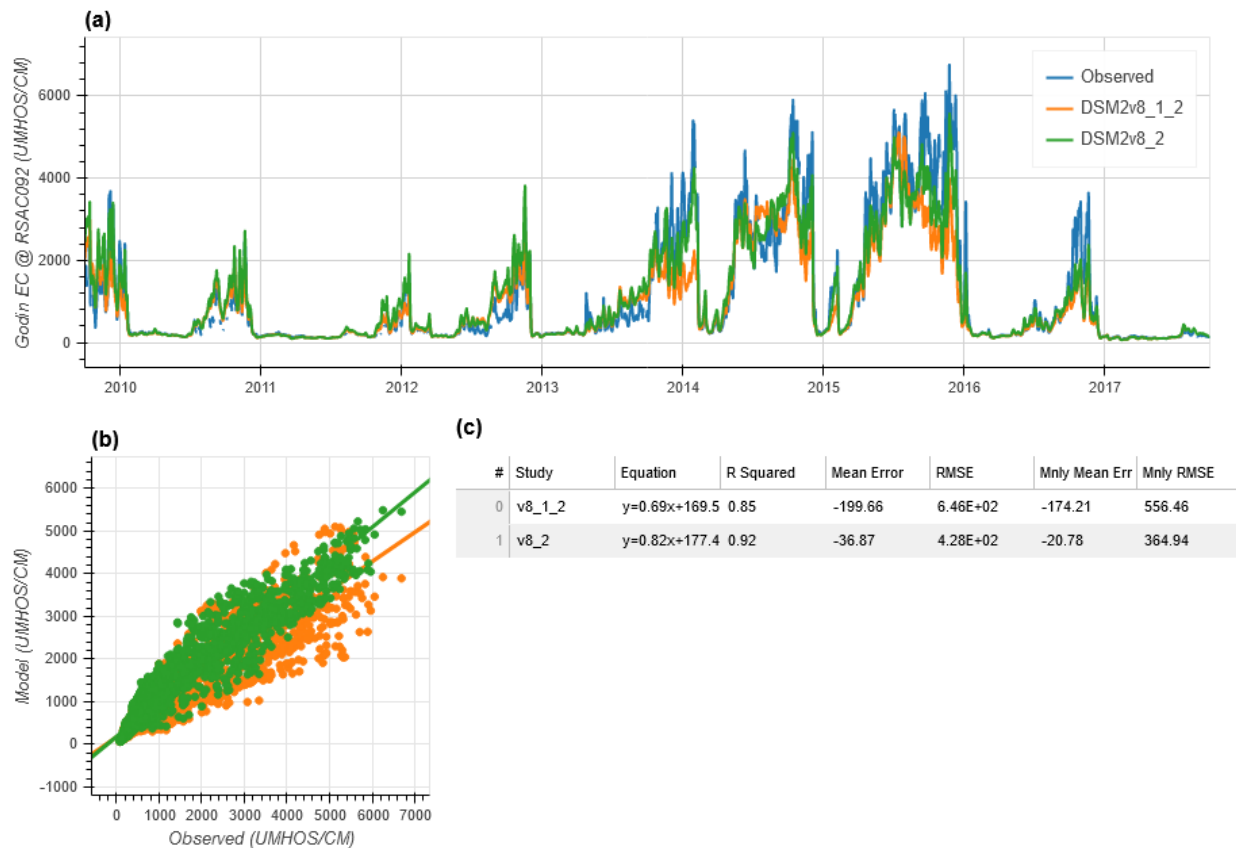 (a)
Godin EC @ RSAC092 (UMHOS/CM)
6000
4000
2000
0
Observed
DSM2v8_1_2
DSM2v8_2
2010 2011 2012 2013 2014 2015 2016 2017
(b)
Model (UMHOS/CM)
6000
5000
4000
3000
2000
1000
0
-1000
0 1000 2000 3000 4000 5000 6000 7000
Observed (UMHOS/CM)
(c)
# Study Equation R Squared Mean Error RMSE Mnly Mean Err Mnly RMSE
0 v8_1_2 y=0.69x+169.5 0.85 -199.66 6.46E+02 -174.21 556.46
1 v8_2 y=0.82x+177.4 0.92 -36.87 4.28E+02 -20.78 364.94